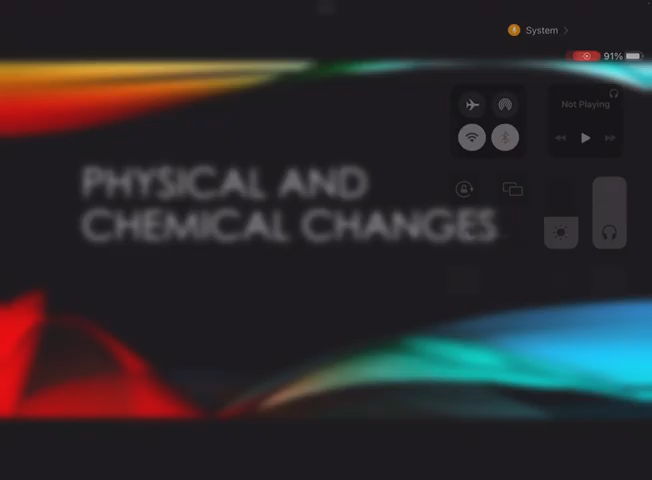 System
91%
Not Playing
PHYSICAL AND
CHEMICAL CHANGES